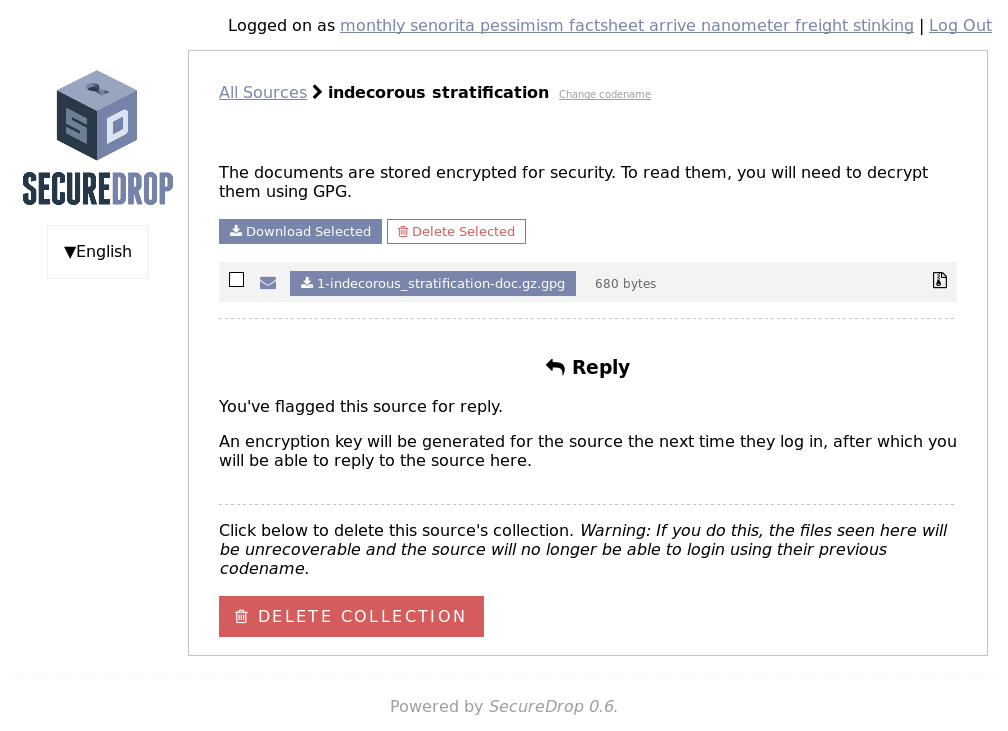 Logged on as monthly senorita pessimism factsheet arrive nanometer freight stinking | Log Out
SD
SECUREDROP
▼English
All Sources > indecorous stratification Change codename
The documents are stored encrypted for security. To read them, you will need to decrypt
them using GPG.
Download Selected Delete Selected
1-indecorous_stratification-doc.gz.gpg 680 bytes
Reply
You've flagged this source for reply.
An encryption key will be generated for the source the next time they log in, after which you
will be able to reply to the source here.
Click below to delete this source's collection. Warning: If you do this, the files seen here will
be unrecoverable and the source will no longer be able to login using their previous
codename.
DELETE COLLECTION
Powered by SecureDrop 0.6.